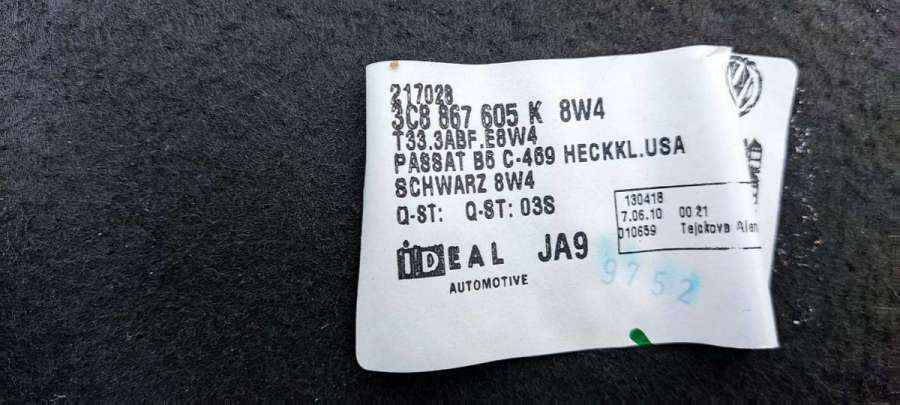 217028
3C8 867 605 K 8W4
T33.3ABF.E8W4
PASSAT B6 C-469 HECKKL.USA
SCHWARZ 8W4
Q-ST: Q-ST: 03S
130418
7.06.10 00 21
010659 Tejckova Alen
iDEAL JA9
AUTOMOTIVE
9752